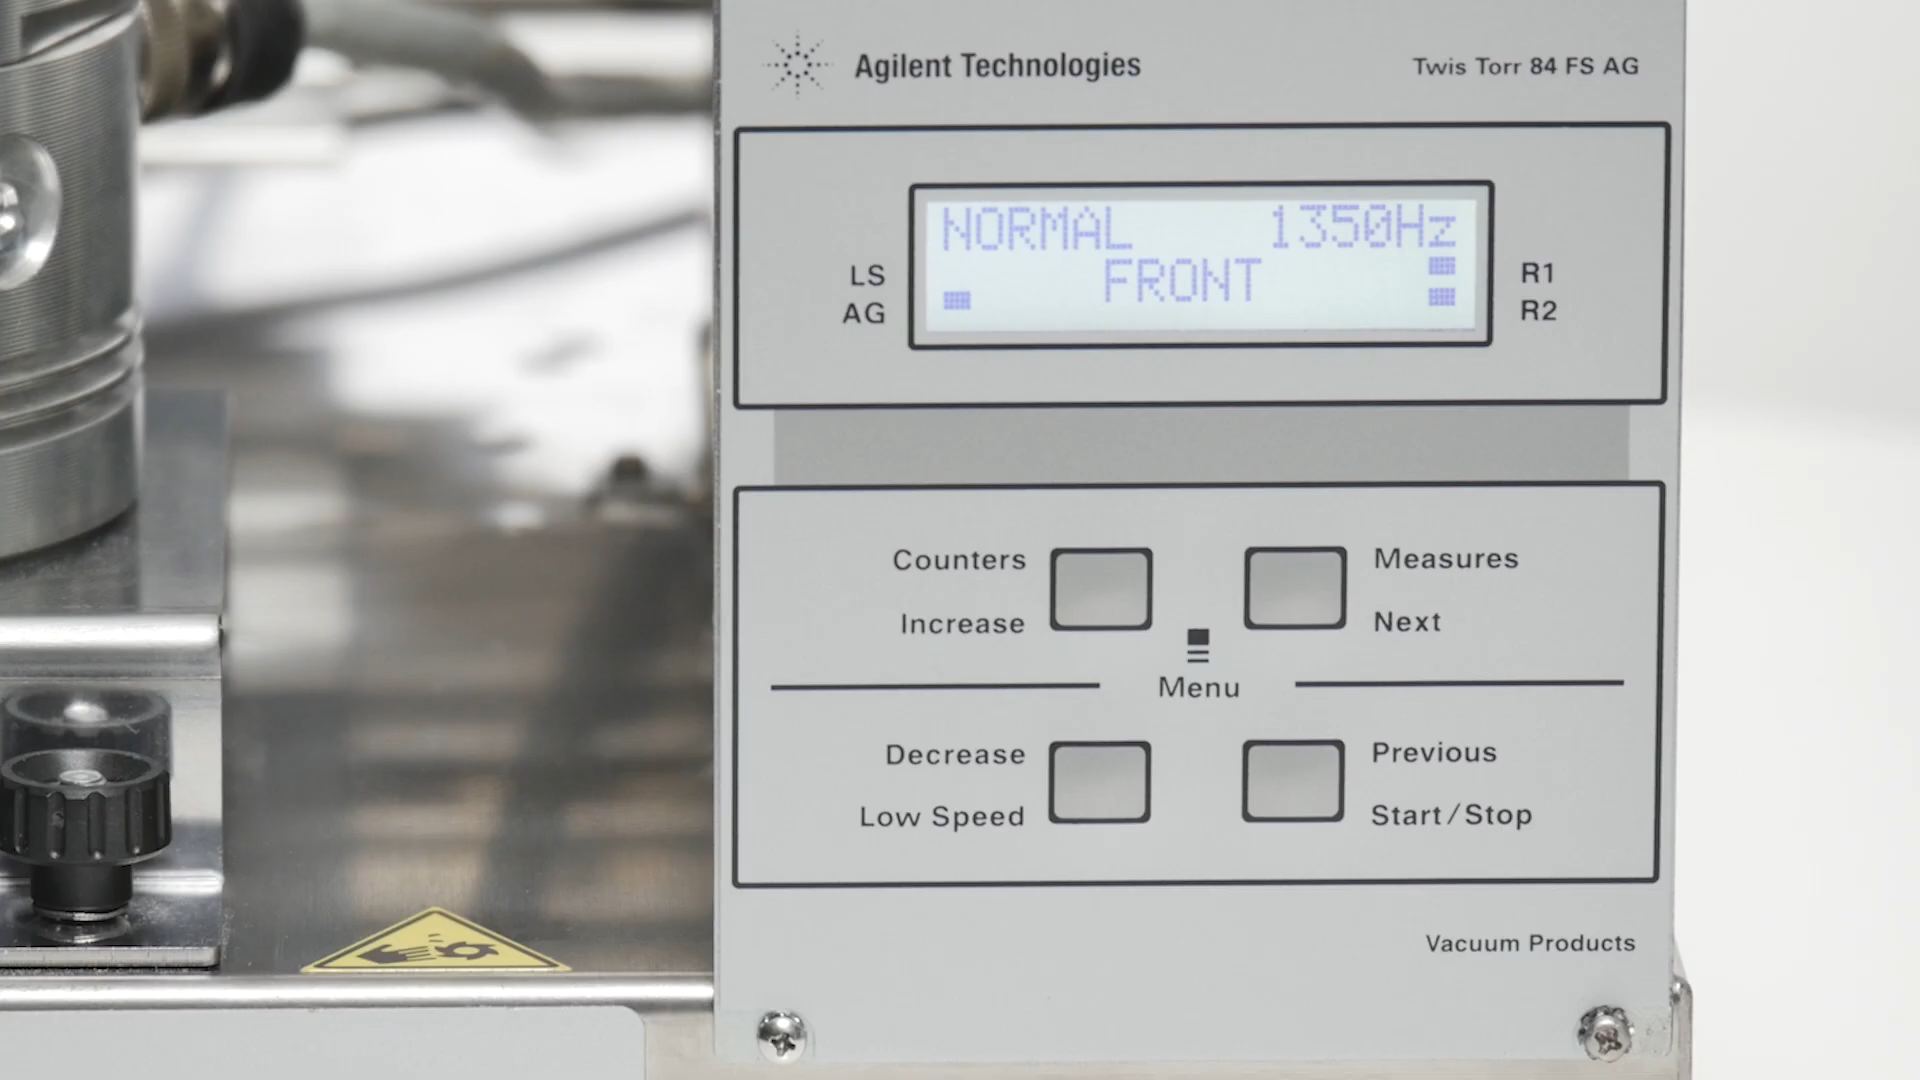 Agilent Technologies
Twis Torr 84 FS AG
NORMAL 1350Hz
FRONT
LS
AG
R1
R2
Counters
Increase
Measures
Next
Menu
Decrease
Low Speed
Previous
Start/Stop
Vacuum Products